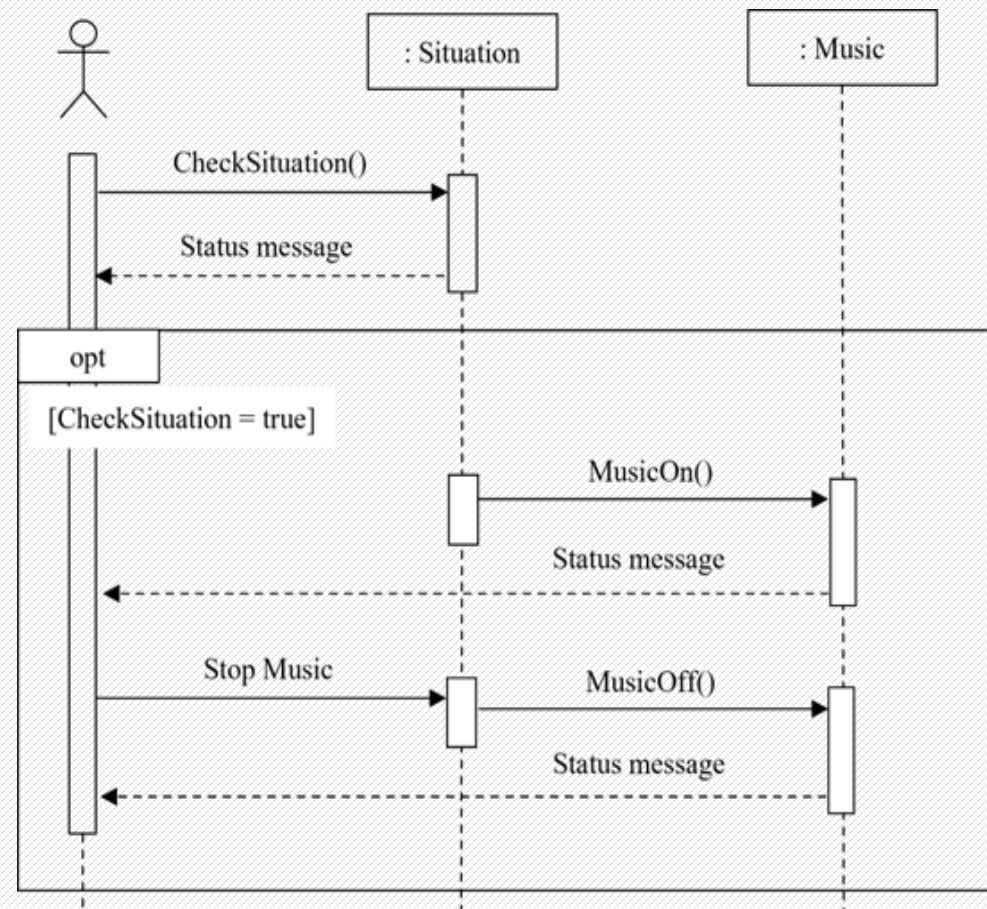 : Situation
: Music
CheckSituation()
Status message
opt
[CheckSituation = true]
MusicOn()
Status message
Stop Music
MusicOff()
Status message